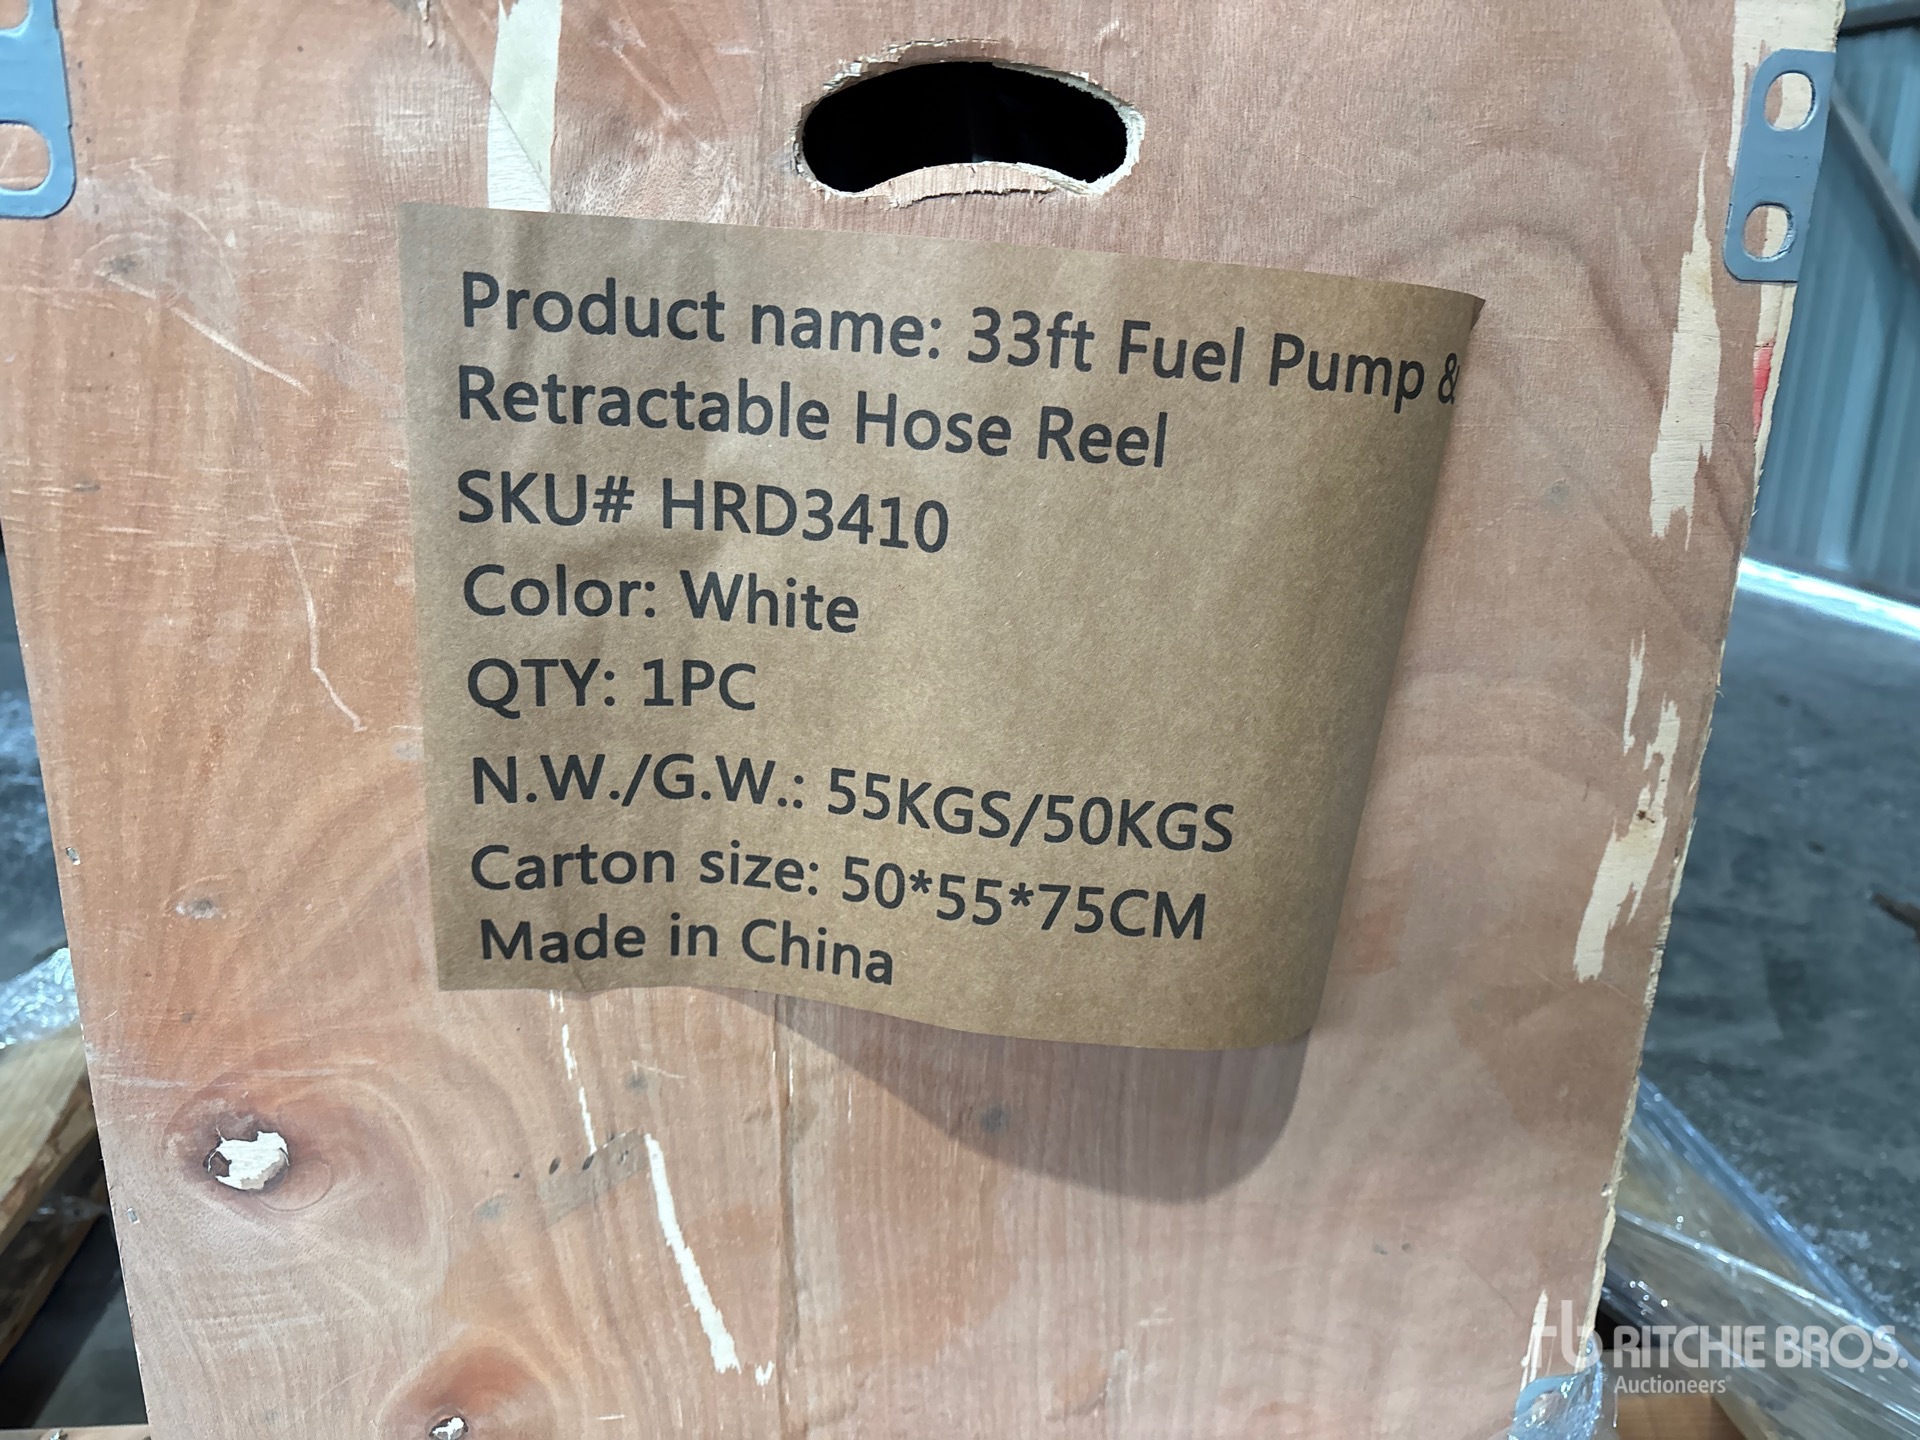 Product name: 33ft Fuel Pump &
Retractable Hose Reel
SKU# HRD3410
Color: White
QTY: 1PC
N.W./G.W.: 55KGS/50KGS
Carton size: 50*55*75CM
Made in China
rb RITCHIE BROS.
Auctioneers